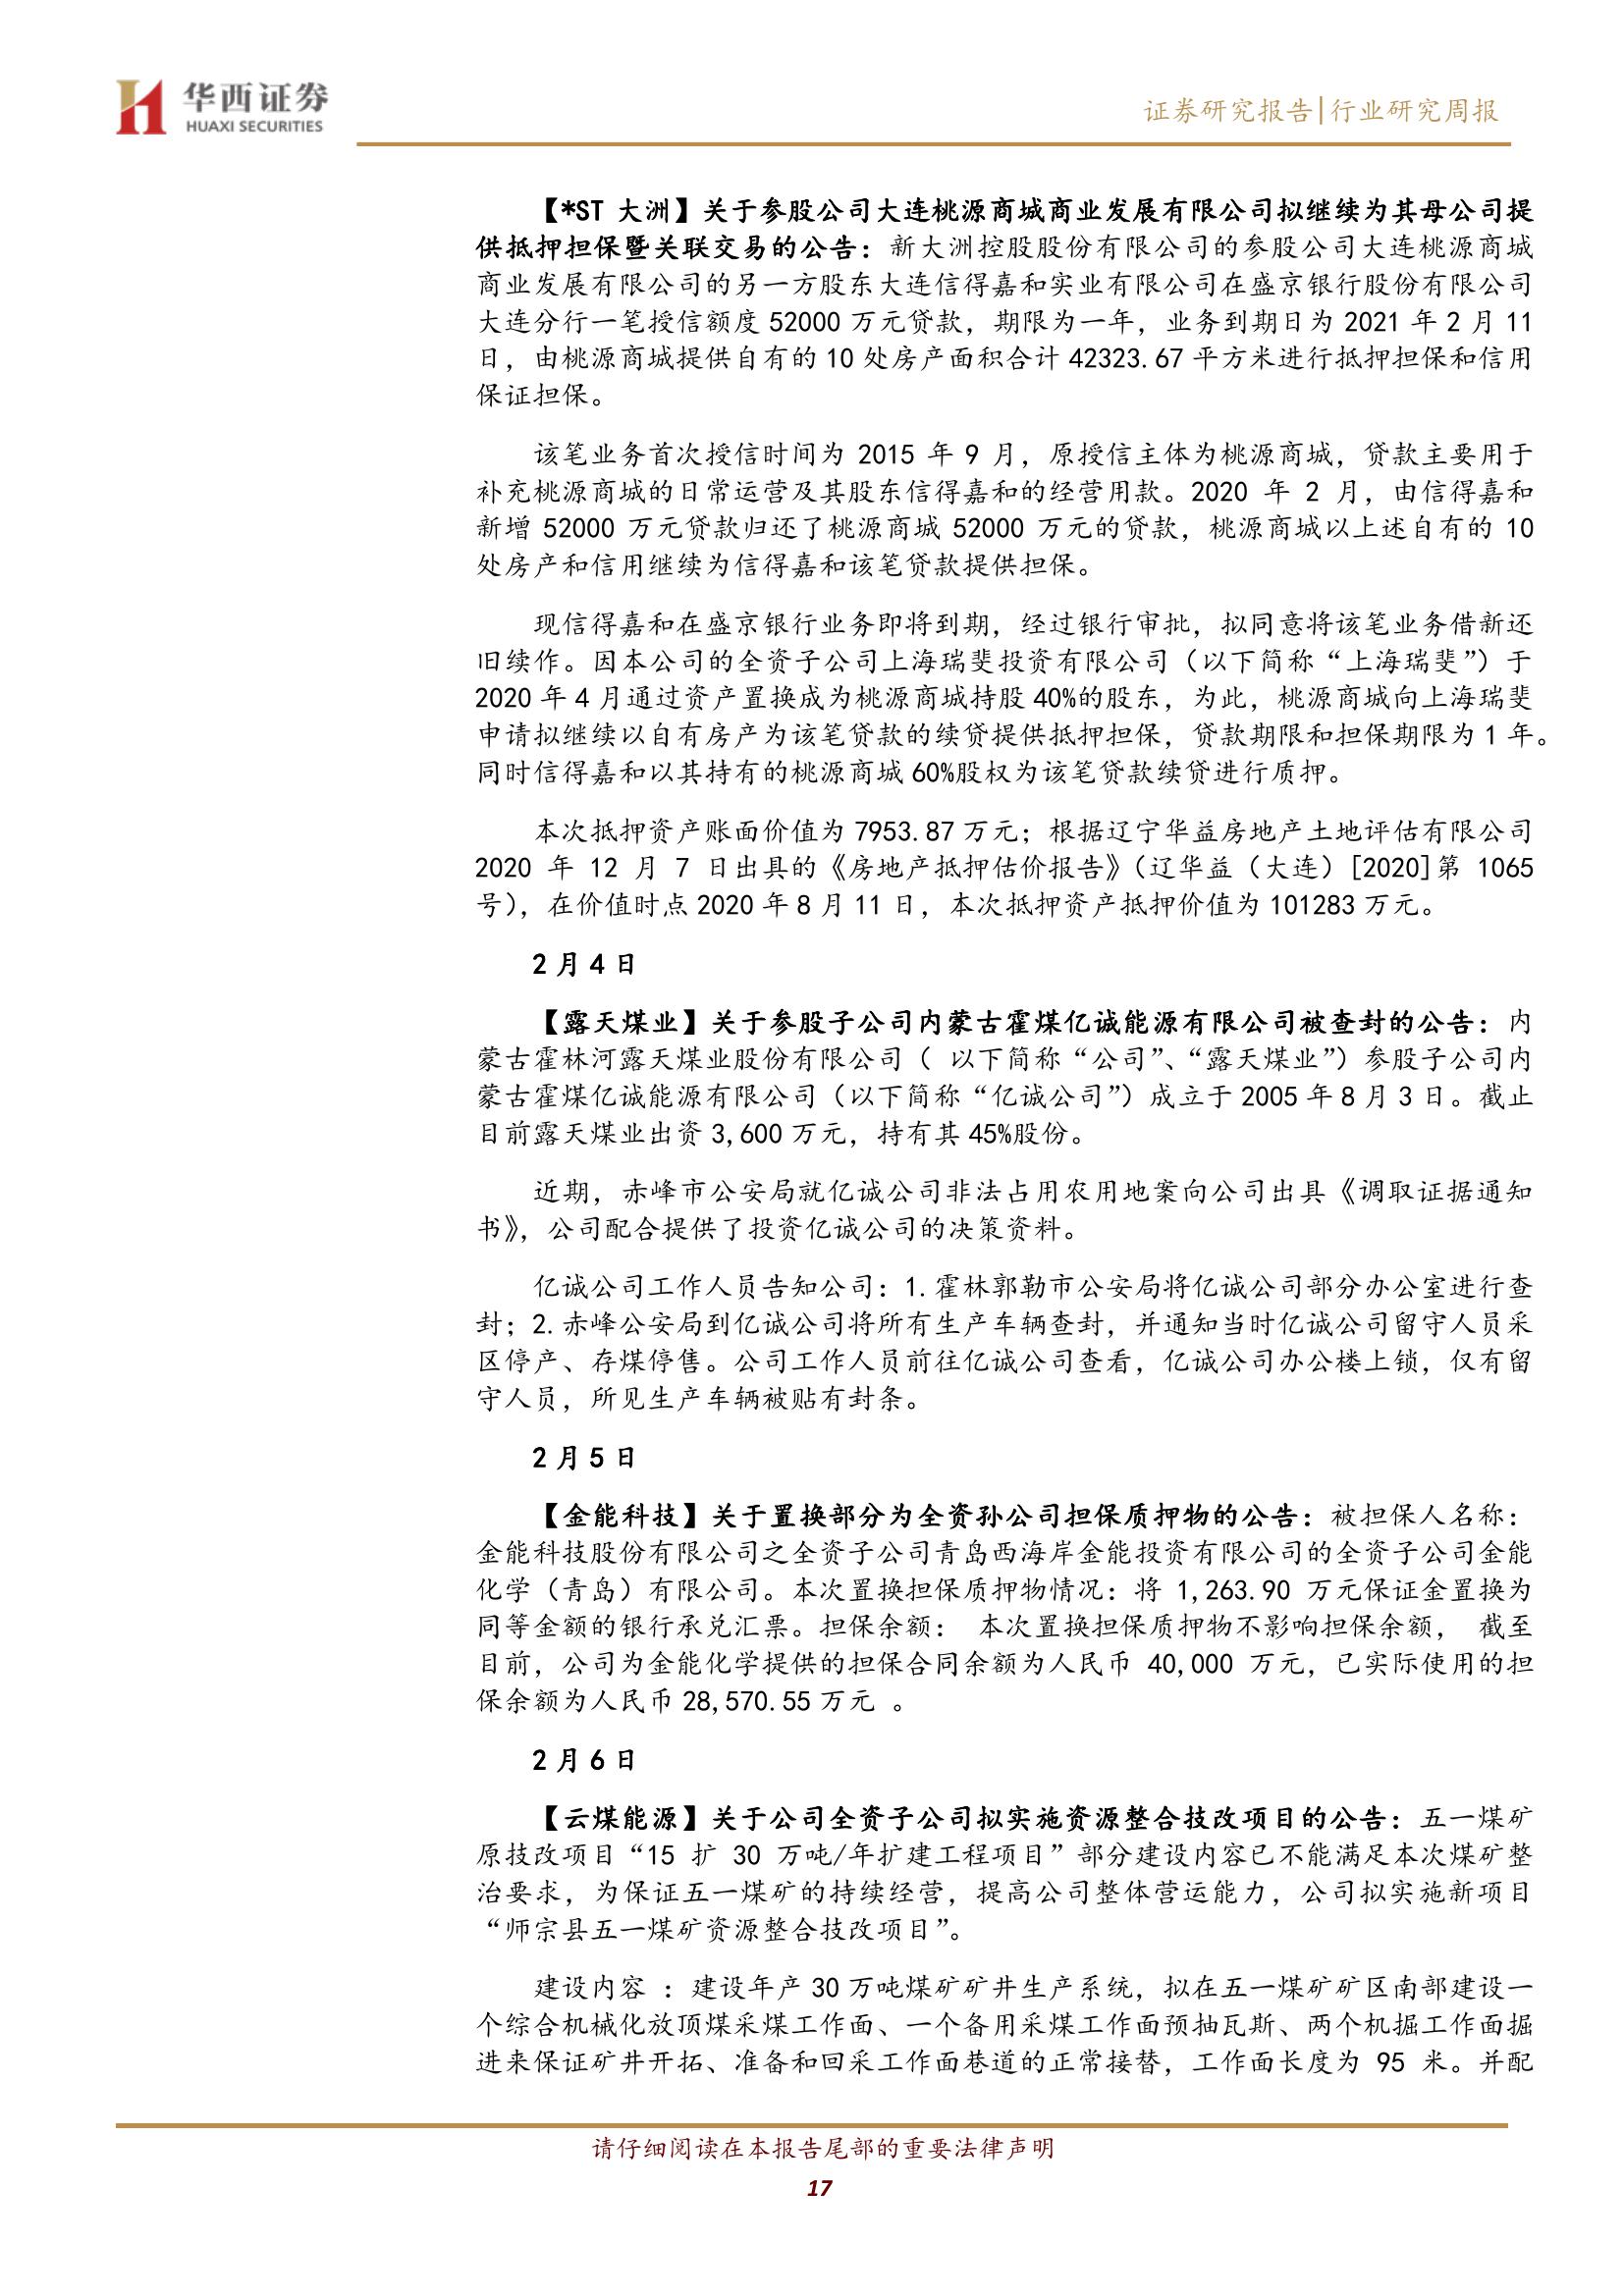 华西证券
HUAXI SECURITIES
证券研究报告|行业研究周报
【*ST 大洲】关于参股公司大连桃源商城商业发展有限公司拟继续为其母公司提
供抵押担保暨关联交易的公告：新大洲控股股份有限公司的参股公司大连桃源商城
商业发展有限公司的另一方股东大连信得嘉和实业有限公司在盛京银行股份有限公司
大连分行一笔授信额度 52000 万元贷款，期限为一年，业务到期日为 2021 年 2 月 11
日，由桃源商城提供自有的 10 处房产面积合计 42323.67 平方米进行抵押担保和信用
保证担保。
该笔业务首次授信时间为 2015 年 9 月，原授信主体为桃源商城，贷款主要用于
补充桃源商城的日常运营及其股东信得嘉和的经营用款。2020 年 2 月，由信得嘉和
新增 52000 万元贷款归还了桃源商城 52000 万元的贷款，桃源商城以上述自有的 10
处房产和信用继续为信得嘉和该笔贷款提供担保。
现信得嘉和在盛京银行业务即将到期，经过银行审批，拟同意将该笔业务借新还
旧续作。因本公司的全资子公司上海瑞斐投资有限公司（以下简称“上海瑞斐”）于
2020 年 4 月通过资产置换成为桃源商城持股 40%的股东，为此，桃源商城向上海瑞斐
申请拟继续以自有房产为该笔贷款的续贷提供抵押担保，贷款期限和担保期限为 1 年。
同时信得嘉和以其持有的桃源商城 60%股权为该笔贷款续贷进行质押。
本次抵押资产账面价值为 7953.87 万元；根据辽宁华益房地产土地评估有限公司
2020 年 12 月 7 日出具的《房地产抵押估价报告》（辽华益（大连）[2020]第 1065
号），在价值时点 2020 年 8 月 11 日，本次抵押资产抵押价值为 101283 万元。
2 月 4 日
【露天煤业】关于参股子公司内蒙古霍煤亿诚能源有限公司被查封的公告：内
蒙古霍林河露天煤业股份有限公司（ 以下简称“公司”、“露天煤业”）参股子公司内
蒙古霍煤亿诚能源有限公司（以下简称“亿诚公司”）成立于 2005 年 8 月 3 日。截止
目前露天煤业出资 3,600 万元，持有其 45%股份。
近期，赤峰市公安局就亿诚公司非法占用农用地案向公司出具《调取证据通知
书》，公司配合提供了投资亿诚公司的决策资料。
亿诚公司工作人员告知公司：1.霍林郭勒市公安局将亿诚公司部分办公室进行查
封；2.赤峰公安局到亿诚公司将所有生产车辆查封，并通知当时亿诚公司留守人员采
区停产、存煤停售。公司工作人员前往亿诚公司查看，亿诚公司办公楼上锁，仅有留
守人员，所见生产车辆被贴有封条。
2 月 5 日
【金能科技】关于置换部分为全资孙公司担保质押物的公告：被担保人名称：
金能科技股份有限公司之全资子公司青岛西海岸金能投资有限公司的全资子公司金能
化学（青岛）有限公司。本次置换担保质押物情况：将 1,263.90 万元保证金置换为
同等金额的银行承兑汇票。担保余额： 本次置换担保质押物不影响担保余额， 截至
目前，公司为金能化学提供的担保合同余额为人民币 40,000 万元，已实际使用的担
保余额为人民币 28,570.55 万元 。
2 月 6 日
【云煤能源】关于公司全资子公司拟实施资源整合技改项目的公告：五一煤矿
原技改项目“15 扩 30 万吨/年扩建工程项目”部分建设内容已不能满足本次煤矿整
治要求，为保证五一煤矿的持续经营，提高公司整体营运能力，公司拟实施新项目
“师宗县五一煤矿资源整合技改项目”。
建设内容 ：建设年产 30 万吨煤矿矿井生产系统，拟在五一煤矿矿区南部建设一
个综合机械化放顶煤采煤工作面、一个备用采煤工作面预抽瓦斯、两个机掘工作面掘
进来保证矿井开拓、准备和回采工作面巷道的正常接替，工作面长度为 95 米。并配
请仔细阅读在本报告尾部的重要法律声明
17